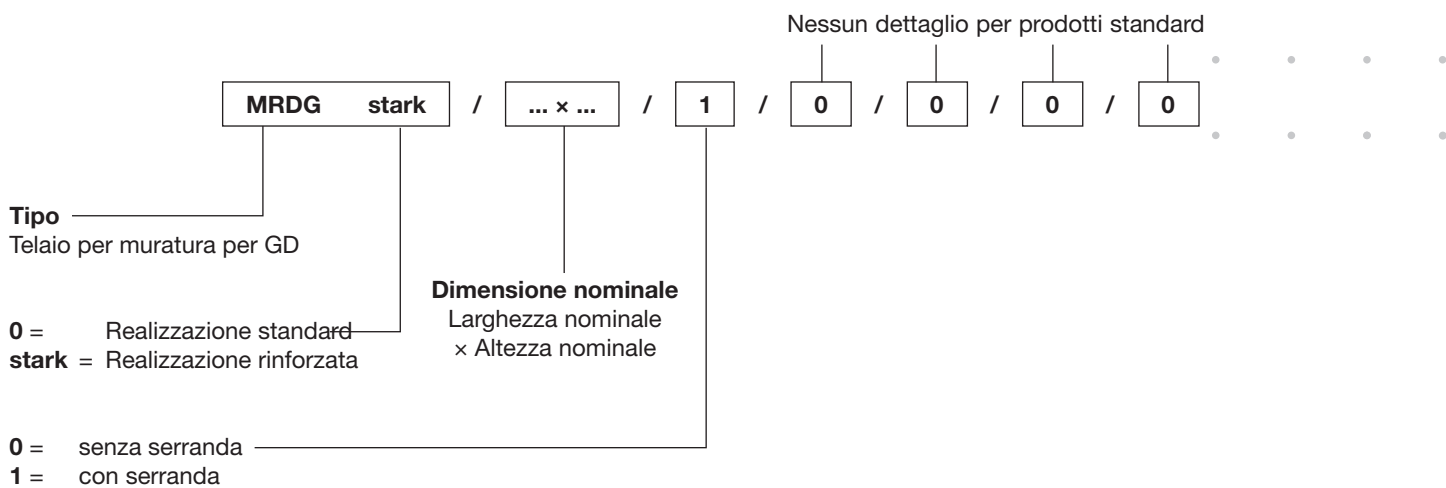 Nessun dettaglio per prodotti standard
MRDG stark / ... × ... / 1 / 0 / 0 / 0 / 0
Tipo
Telaio per muratura per GD
Dimensione nominale
Larghezza nominale
× Altezza nominale
0 = Realizzazione standard
stark = Realizzazione rinforzata
0 = senza serranda
1 = con serranda